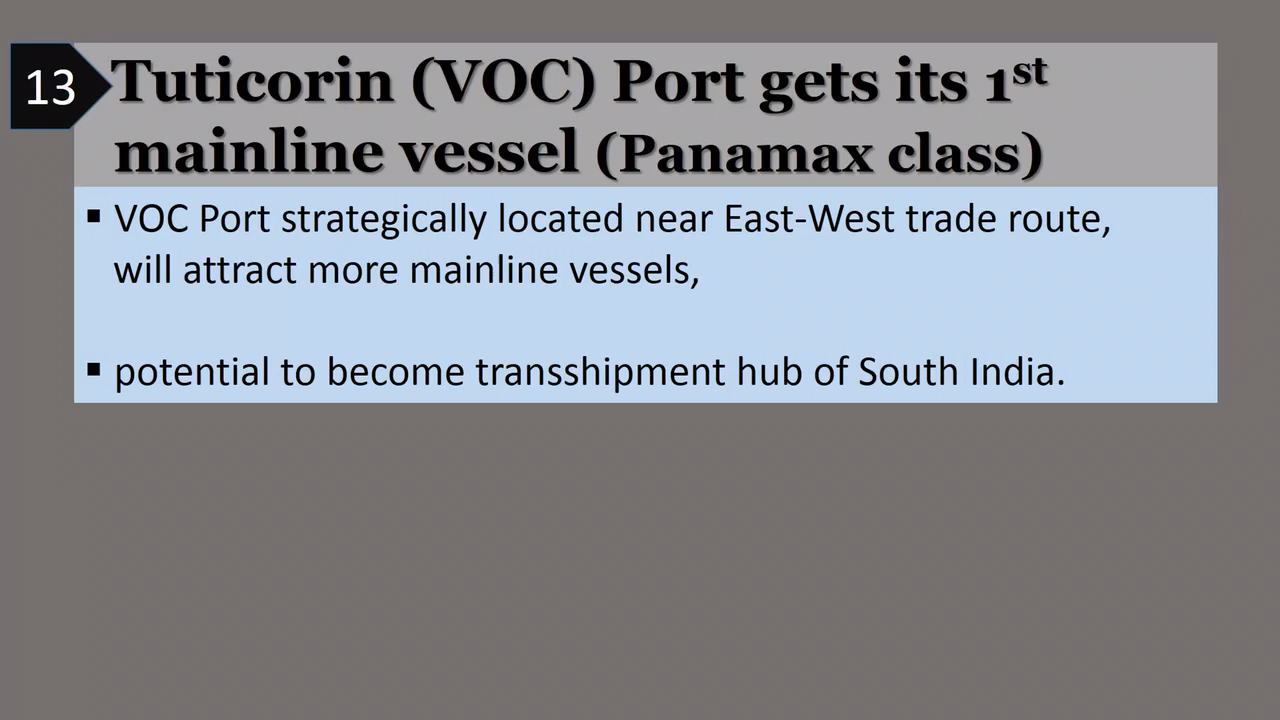 13
Tuticorin (VOC) Port gets its 1st
mainline vessel (Panamax class)
▪ VOC Port strategically located near East-West trade route,
will attract more mainline vessels,
▪ potential to become transshipment hub of South India.